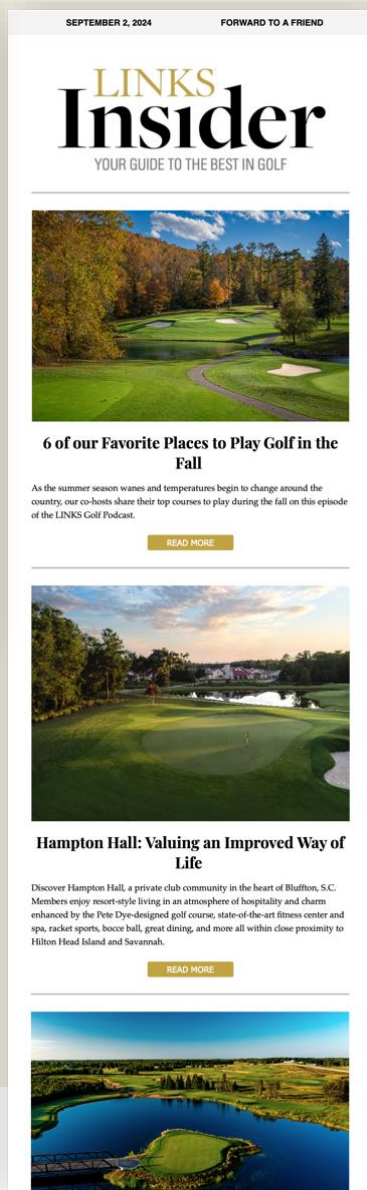 SEPTEMBER 2, 2024 FORWARD TO A FRIEND
LINKS
Insider
YOUR GUIDE TO THE BEST IN GOLF
6 of our Favorite Places to Play Golf in the
Fall
As the summer season wanes and temperatures begin to change around the
country, our co-hosts share their top courses to play during the fall on this episode
of the LINKS Golf Podcast.
READ MORE
Hampton Hall: Valuing an Improved Way of
Life
Discover Hampton Hall, a private club community in the heart of Bluffton, S.C.
Members enjoy resort-style living in an atmosphere of hospitality and charm
enhanced by the Pete Dye-designed golf course, state-of-the-art fitness center and
spa, racket sports, bocce ball, great dining, and more all within close proximity to
Hilton Head Island and Savannah.
READ MORE